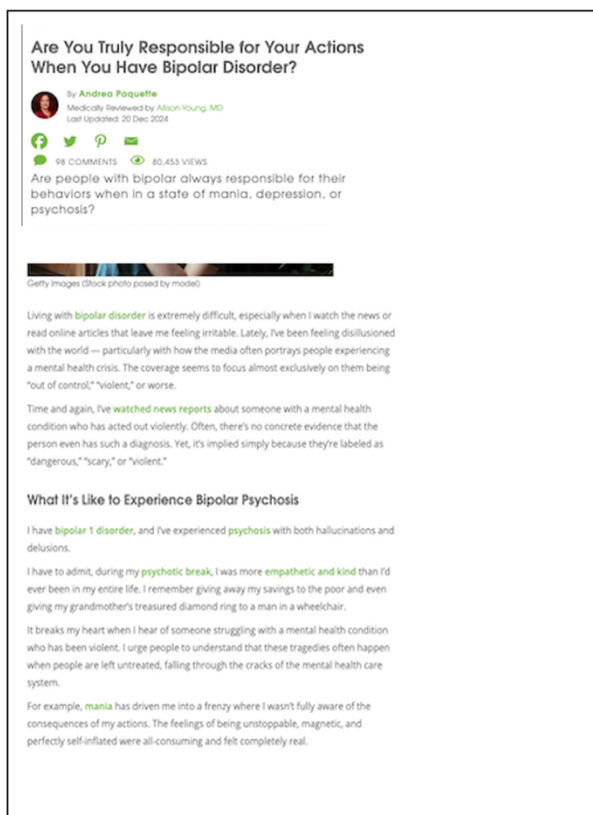 Are You Truly Responsible for Your Actions
When You Have Bipolar Disorder?
By Andrea Paquette
Medically Reviewed by Allison Young, MD
Last Updated: 20 Dec 2024
98 COMMENTS 80,453 VIEWS
Are people with bipolar always responsible for their
behaviors when in a state of mania, depression, or
psychosis?
Getty Images (Stock photo posed by model)
Living with bipolar disorder is extremely difficult, especially when I watch the news or
read online articles that leave me feeling irritable. Lately, I've been feeling disillusioned
with the world — particularly with how the media often portrays people experiencing
a mental health crisis. The coverage seems to focus almost exclusively on them being
"out of control," "violent," or worse.
Time and again, I've watched news reports about someone with a mental health
condition who has acted out violently. Often, there's no concrete evidence that the
person even has such a diagnosis. Yet, it's implied simply because they're labeled as
"dangerous," "scary," or "violent."
What It's Like to Experience Bipolar Psychosis
I have bipolar 1 disorder, and I've experienced psychosis with both hallucinations and
delusions.
I have to admit, during my psychotic break, I was more empathetic and kind than I'd
ever been in my entire life. I remember giving away my savings to the poor and even
giving my grandmother's treasured diamond ring to a man in a wheelchair.
It breaks my heart when I hear of someone struggling with a mental health condition
who has been violent. I urge people to understand that these tragedies often happen
when people are left untreated, falling through the cracks of the mental health care
system.
For example, mania has driven me into a frenzy where I wasn't fully aware of the
consequences of my actions. The feelings of being unstoppable, magnetic, and
perfectly self-inflated were all-consuming and felt completely real.